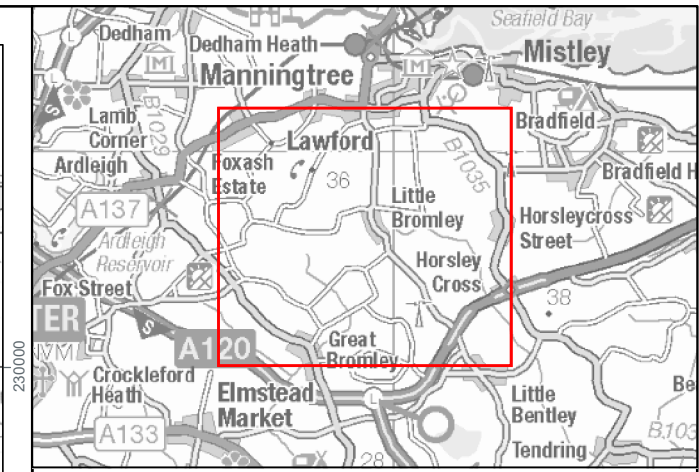 Seafield Bay
Dedham
Dedham Heath
Mistley
Manningtree
Lamb
Corner
B1029
Lawford
Bradfield
Ardleigh
Foxash
Estate
36
B1035
Bradfield H
A137
Little
Bromley
Horsleycross
Street
Ardleigh
Reservoir
Horsley
Cross
Fox Street
38
TER
A120
Great
Bromley
230000
Crockleford
Heath
Elmstead
Market
Little
Bentley
Be
A133
B103
Tendring
28